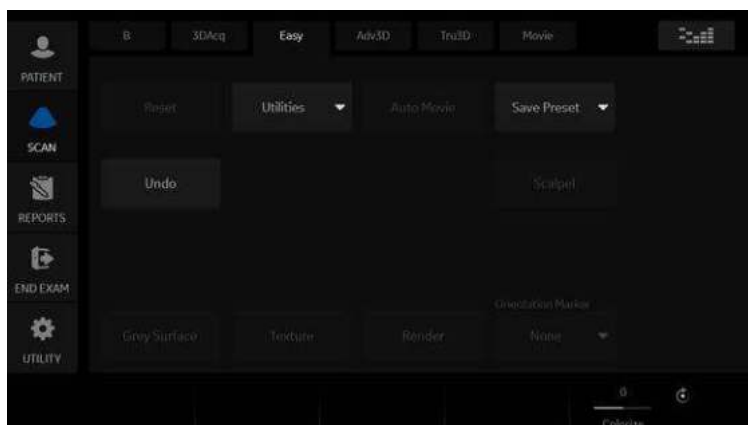 B 3DAcq Easy Adv3D Tru3D Movie
PATIENT
Reset Utilities Auto Movie Save Preset
SCAN
Undo Scalpel
REPORTS
END EXAM
Orientation Marker
Grey Surface Texture Render None
UTILITY
0
Colorize